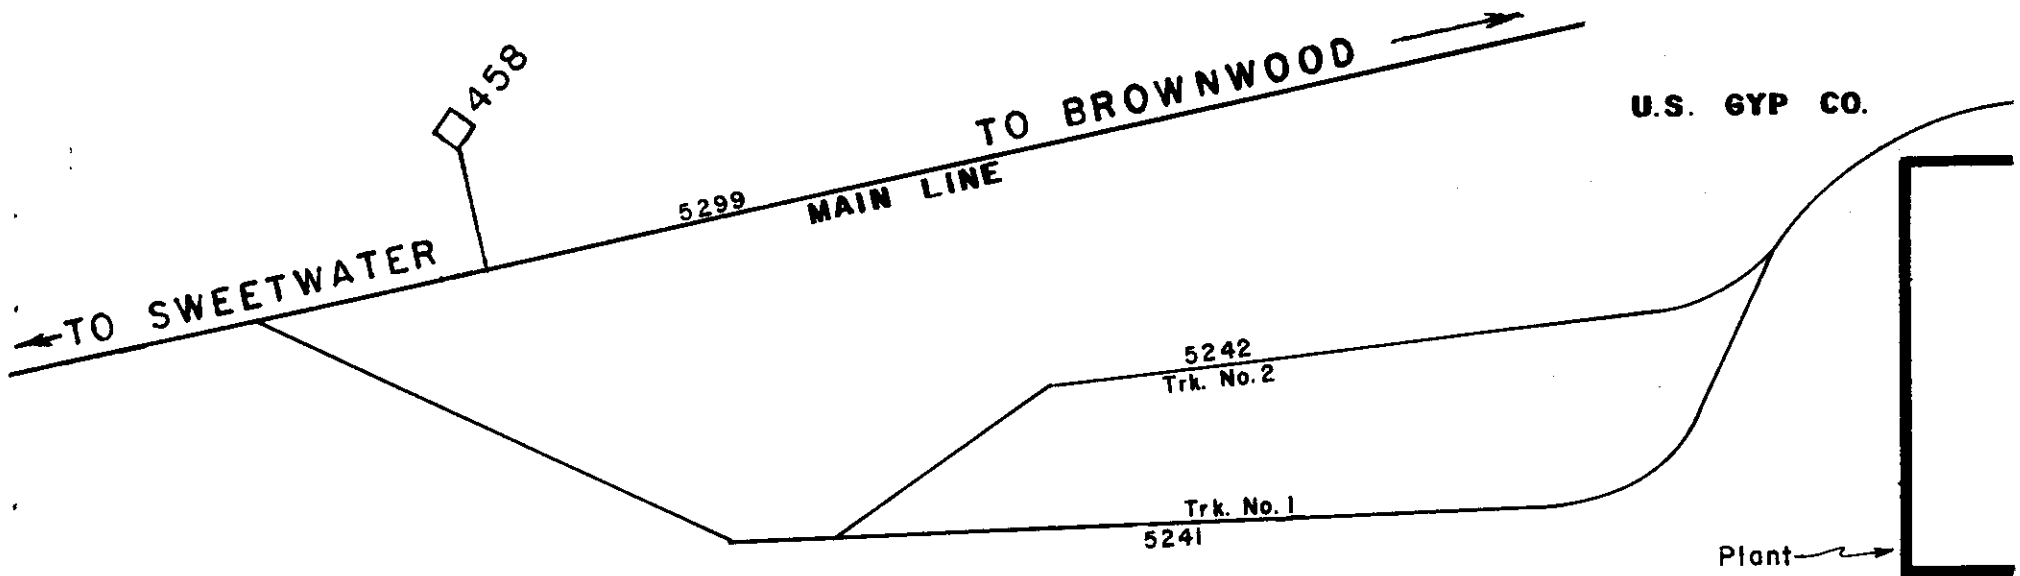 458
TO BROWNWOOD
U.S. GYP CO.
5299
MAIN LINE
TO SWEETWATER
5242
Trk. No. 2
Trk. No. 1
5241
Plant